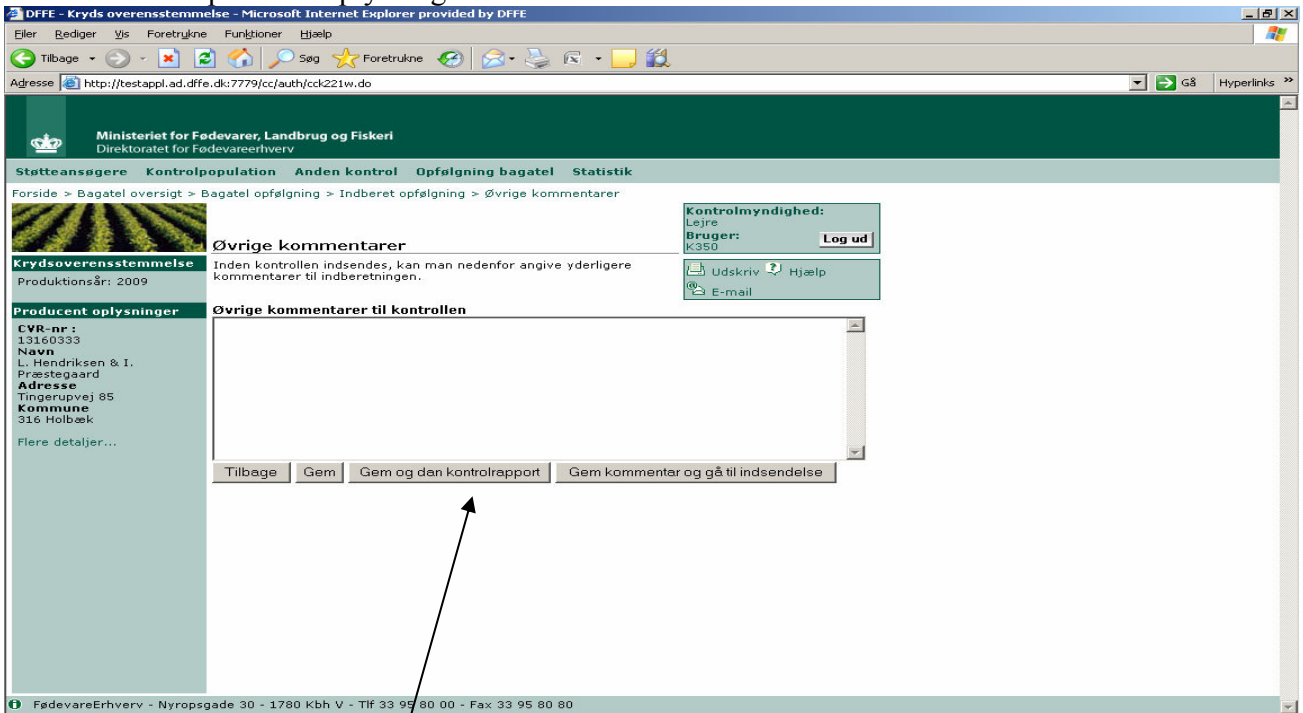 DFFE - Kryds overensstemmelse - Microsoft Internet Explorer provided by DFFE
Filer Rediger Vis Foretrukne Funktioner Hjælp
Tilbage Søg Foretrukne
Adresse http://testappl.ad.dffe.dk:7779/cc/auth/cck221w.do Gå Hyperlinks »
Ministeriet for Fødevarer, Landbrug og Fiskeri
Direktoratet for FødevareErhverv
Støtteansøgere Kontrolpopulation Anden kontrol Opfølgning bagatel Statistik
Forside > Bagatel oversigt > Bagatel opfølgning > Indberet opfølgning > Øvrige kommentarer
Øvrige kommentarer
Kontrolmyndighed:
Lejre
Bruger:
K350
Log ud
Krydsoverensstemmelse
Produktionsår: 2009
Inden kontrollen indsendes, kan man nedenfor angive yderligere
kommentarer til indberetningen.
Udskriv Hjælp
E-mail
Producent oplysninger
CVR-nr :
13160333
Navn
L. Hendriksen & I.
Præstegaard
Adresse
Tingerupvej 85
Kommune
316 Holbæk
Flere detaljer...
Øvrige kommentarer til kontrollen
Tilbage Gem Gem og dan kontrolrapport Gem kommentar og gå til indsendelse
FødevareErhverv - Nyropsgade 30 - 1780 Kbh V - Tlf 33 95 80 00 - Fax 33 95 80 80